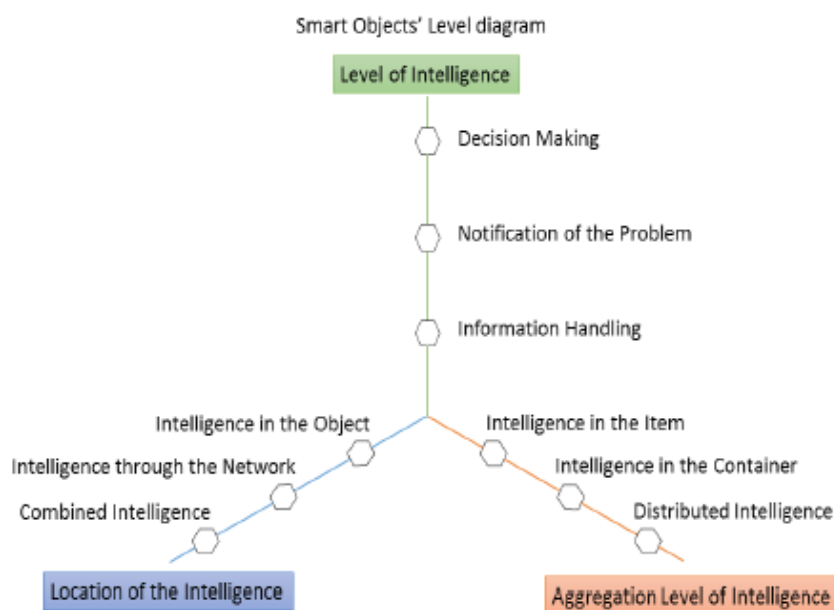 Smart Objects' Level diagram
Level of Intelligence
Decision Making
Notification of the Problem
Information Handling
Intelligence in the Object
Intelligence in the Item
Intelligence through the Network
Intelligence in the Container
Combined Intelligence
Distributed Intelligence
Location of the Intelligence
Aggregation Level of Intelligence